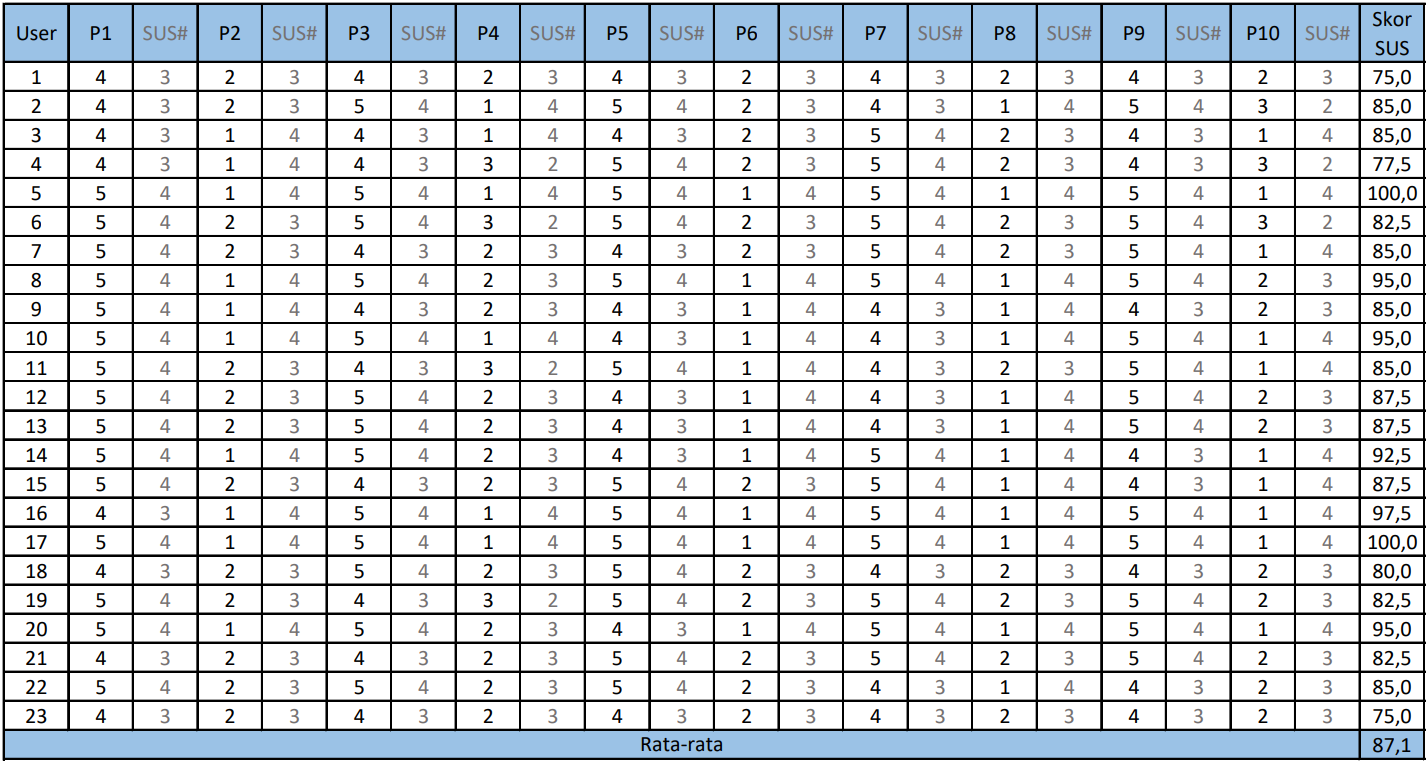 User P1 SUS# P2 SUS# P3 SUS# P4 SUS# P5 SUS# P6 SUS# P7 SUS# P8 SUS# P9 SUS# P10 SUS# Skor SUS
1 4 3 2 3 4 3 2 3 4 3 2 3 4 3 2 3 4 3 2 3 75,0
2 4 3 2 3 5 4 1 4 5 4 2 3 4 3 1 4 5 4 3 2 85,0
3 4 3 1 4 4 3 1 4 4 3 2 3 5 4 2 3 4 3 1 4 85,0
4 4 3 1 4 4 3 3 2 5 4 2 3 5 4 2 3 4 3 3 2 77,5
5 5 4 1 4 5 4 1 4 5 4 1 4 5 4 1 4 5 4 1 4 100,0
6 5 4 2 3 5 4 3 2 5 4 2 3 5 4 2 3 5 4 3 2 82,5
7 5 4 2 3 4 3 2 3 4 3 2 3 5 4 2 3 5 4 1 4 85,0
8 5 4 1 4 5 4 2 3 5 4 1 4 5 4 1 4 5 4 2 3 95,0
9 5 4 1 4 4 3 2 3 4 3 1 4 4 3 1 4 4 3 2 3 85,0
10 5 4 1 4 5 4 1 4 4 3 1 4 4 3 1 4 5 4 1 4 95,0
11 5 4 2 3 4 3 3 2 5 4 1 4 4 3 2 3 5 4 1 4 85,0
12 5 4 2 3 5 4 2 3 4 3 1 4 4 3 1 4 5 4 2 3 87,5
13 5 4 2 3 5 4 2 3 4 3 1 4 4 3 1 4 5 4 2 3 87,5
14 5 4 1 4 5 4 2 3 4 3 1 4 5 4 1 4 4 3 1 4 92,5
15 5 4 2 3 4 3 2 3 5 4 2 3 5 4 1 4 4 3 1 4 87,5
16 4 3 1 4 5 4 1 4 5 4 1 4 5 4 1 4 5 4 1 4 97,5
17 5 4 1 4 5 4 1 4 5 4 1 4 5 4 1 4 5 4 1 4 100,0
18 4 3 2 3 5 4 2 3 5 4 2 3 4 3 2 3 4 3 2 3 80,0
19 5 4 2 3 4 3 3 2 5 4 2 3 5 4 2 3 5 4 2 3 82,5
20 5 4 1 4 5 4 2 3 4 3 1 4 5 4 1 4 5 4 1 4 95,0
21 4 3 2 3 4 3 2 3 5 4 2 3 5 4 2 3 5 4 2 3 82,5
22 5 4 2 3 5 4 2 3 5 4 2 3 4 3 1 4 4 3 2 3 85,0
23 4 3 2 3 4 3 2 3 4 3 2 3 4 3 2 3 4 3 2 3 75,0
Rata-rata 87,1